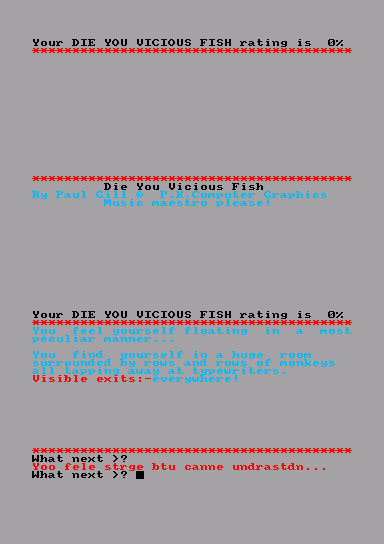 Your DIE YOU VICIOUS FISH rating is  0%
****************************************
****************************************
Die You Vicious Fish
By Paul Gill ©  P.K.Computer Graphics
Music maestro please!
Your DIE YOU VICIOUS FISH rating is  0%
****************************************
You  feel yourself floating  in  a  most
peculiar manner...
You  find  yourself in a huge  room
surrounded by rows and rows of monkeys
all tapping away at typewriters.
Visible exits:-everywhere!
****************************************
What next >?
Yoo fele strge btu canne undrastdn...
What next >?